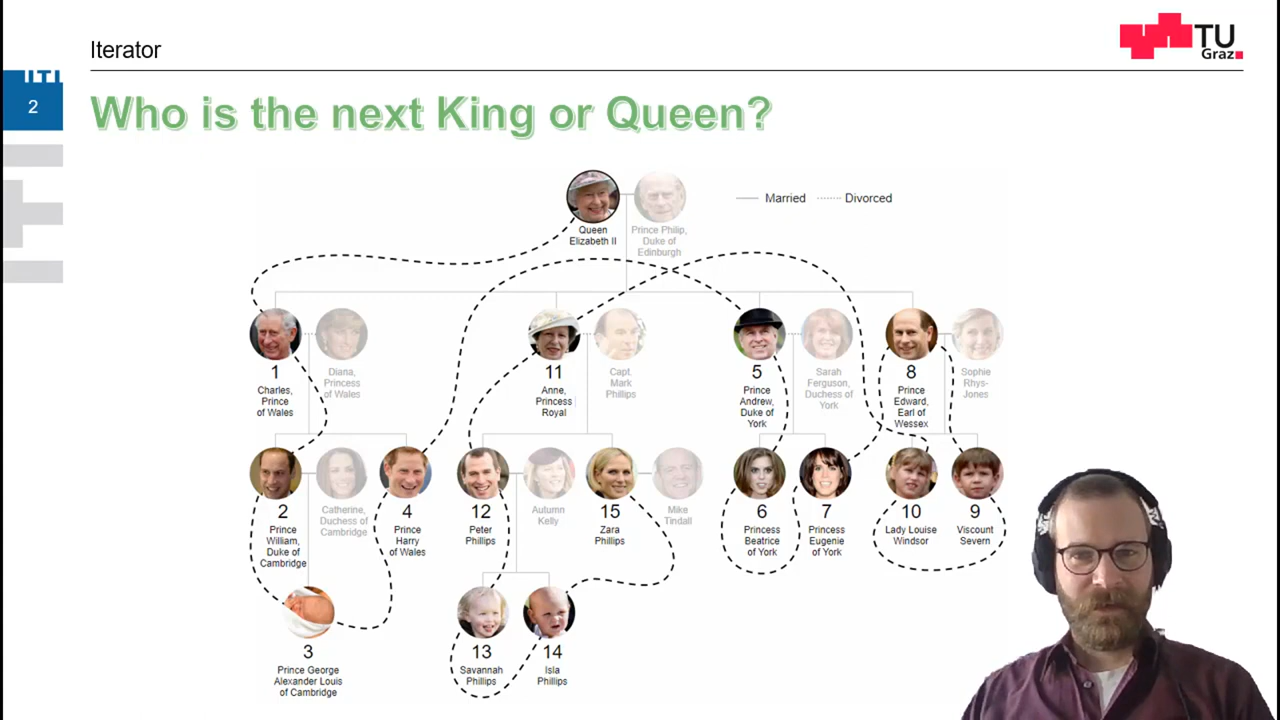 Iterator
TU
Graz
2
Who is the next King or Queen?
Married
Divorced
Queen
Elizabeth II
Prince Philip,
Duke of
Edinburgh
1
Charles,
Prince
of Wales
Diana,
Princess
of Wales
11
Anne,
Princess
Royal
Capt.
Mark
Phillips
5
Prince
Andrew,
Duke of
York
Sarah
Ferguson,
Duchess of
York
8
Prince
Edward,
Earl of
Wessex
Sophie
Rhys-
Jones
2
Prince
William,
Duke of
Cambridge
Catherine,
Duchess of
Cambridge
4
Prince
Harry
of Wales
12
Peter
Phillips
Autumn
Kelly
15
Zara
Phillips
Mike
Tindall
6
Princess
Beatrice
of York
7
Princess
Eugenie
of York
10
Lady Louise
Windsor
9
Viscount
Severn
3
Prince George
Alexander Louis
of Cambridge
13
Savannah
Phillips
14
Isla
Phillips